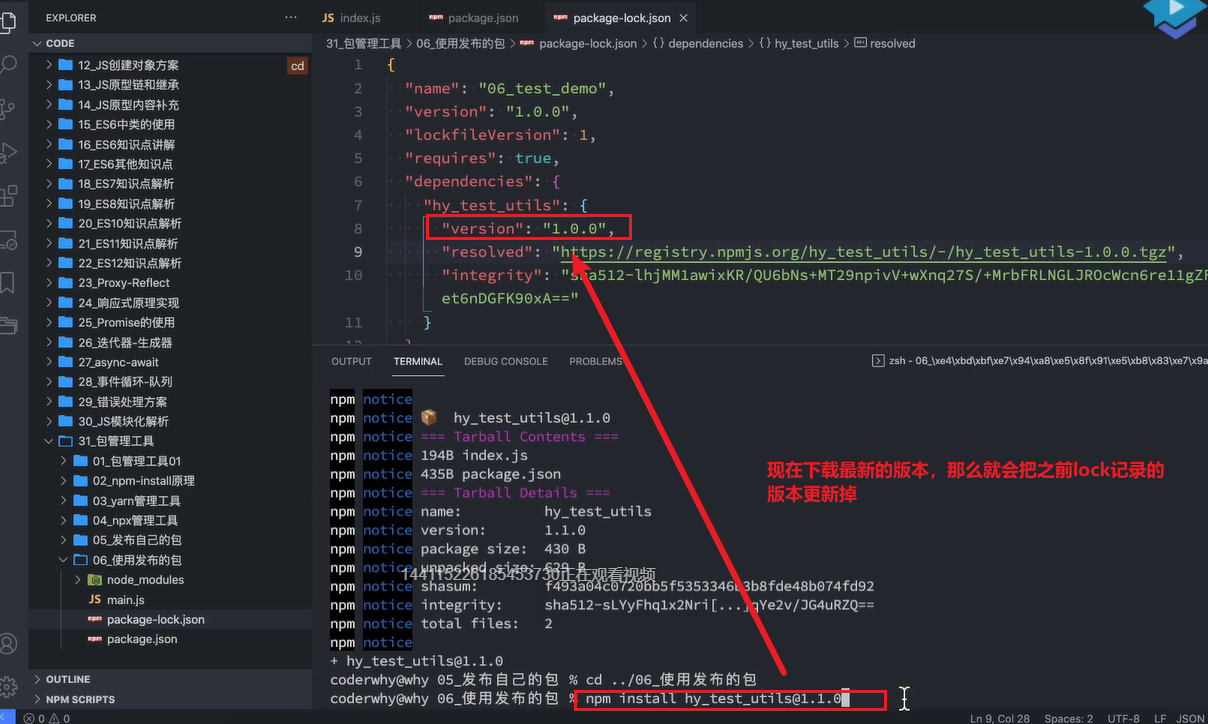 EXPLORER
CODE
12_JS创建对象方案
cd
13_JS原型链和继承
14_JS原型内容补充
15_ES6中类的使用
16_ES6知识点讲解
17_ES6其他知识点
18_ES7知识点解析
19_ES8知识点解析
20_ES10知识点解析
21_ES11知识点解析
22_ES12知识点解析
23_Proxy-Reflect
24_响应式原理实现
25_Promise的使用
26_迭代器-生成器
27_async-await
28_事件循环-队列
29_错误处理方案
30_JS模块化解析
31_包管理工具
01_包管理工具01
02_npm-install原理
03_yarn管理工具
04_npx管理工具
05_发布自己的包
06_使用发布的包
node_modules
JS main.js
package-lock.json
package.json
OUTLINE
NPM SCRIPTS
0 0
JS index.js
package.json
package-lock.json
31_包管理工具 > 06_使用发布的包 > package-lock.json > {} dependencies > {} hy_test_utils > resolved
1 {
2 "name": "06_test_demo",
3 "version": "1.0.0",
4 "lockfileVersion": 1,
5 "requires": true,
6 "dependencies": {
7 "hy_test_utils": {
8 "version": "1.0.0",
9 "resolved": "https://registry.npmjs.org/hy_test_utils/-/hy_test_utils-1.0.0.tgz",
10 "integrity": "sha512-lhjMM1awixKR/QU6bNs+MT29npivV+wXnq27S/+MrbFRLNGLJROcWcn6re11gZF
et6nDGFK90xA=="
11 }
OUTPUT TERMINAL DEBUG CONSOLE PROBLEMS
zsh - 06_\xe4\xbd\xbf\xe7\x94\xa8\xe5\x8f\x91\xe5\xb8\x83\xe7\x9a
npm notice
npm notice 📦 hy_test_utils@1.1.0
npm notice === Tarball Contents ===
npm notice 194B index.js
npm notice 435B package.json
npm notice === Tarball Details ===
npm notice name: hy_test_utils
npm notice version: 1.1.0
npm notice package size: 430 B
npm notice unpacked size: 629 B
144115226185453730正在观看视频
npm notice shasum: f493a04c0720bb5f5353346b3b8fde48b074fd92
npm notice integrity: sha512-sLYyFhq1x2Nri[...]qYe2v/JG4uRZQ==
npm notice total files: 2
npm notice
+ hy_test_utils@1.1.0
coderwhy@why 05_发布自己的包 % cd ../06_使用发布的包
coderwhy@why 06_使用发布的包 % npm install hy_test_utils@1.1.0
现在下载最新的版本，那么就会把之前lock记录的
版本更新掉
Ln 9, Col 28 Spaces: 2 UTF-8 LF JSON